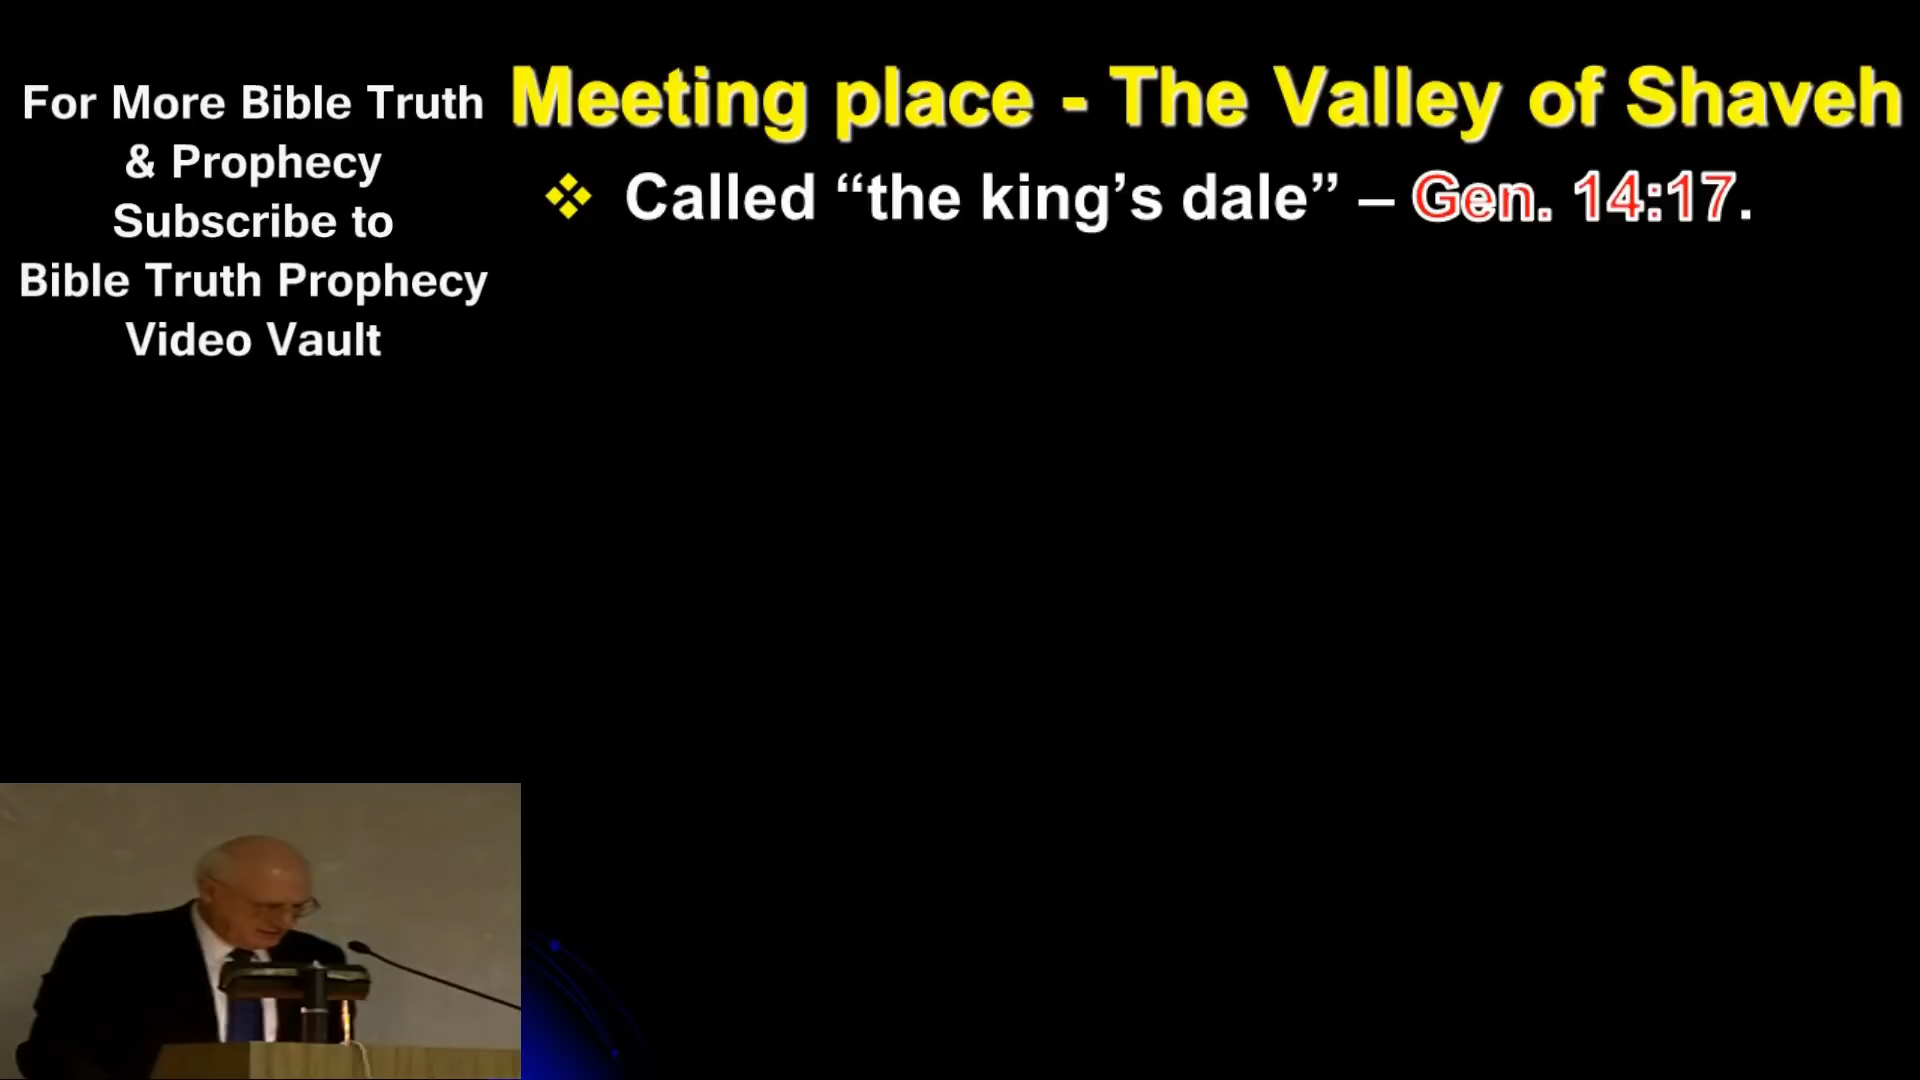 For More Bible Truth
& Prophecy
Subscribe to
Bible Truth Prophecy
Video Vault
Meeting place - The Valley of Shaveh
❖ Called “the king’s dale” – Gen. 14:17.